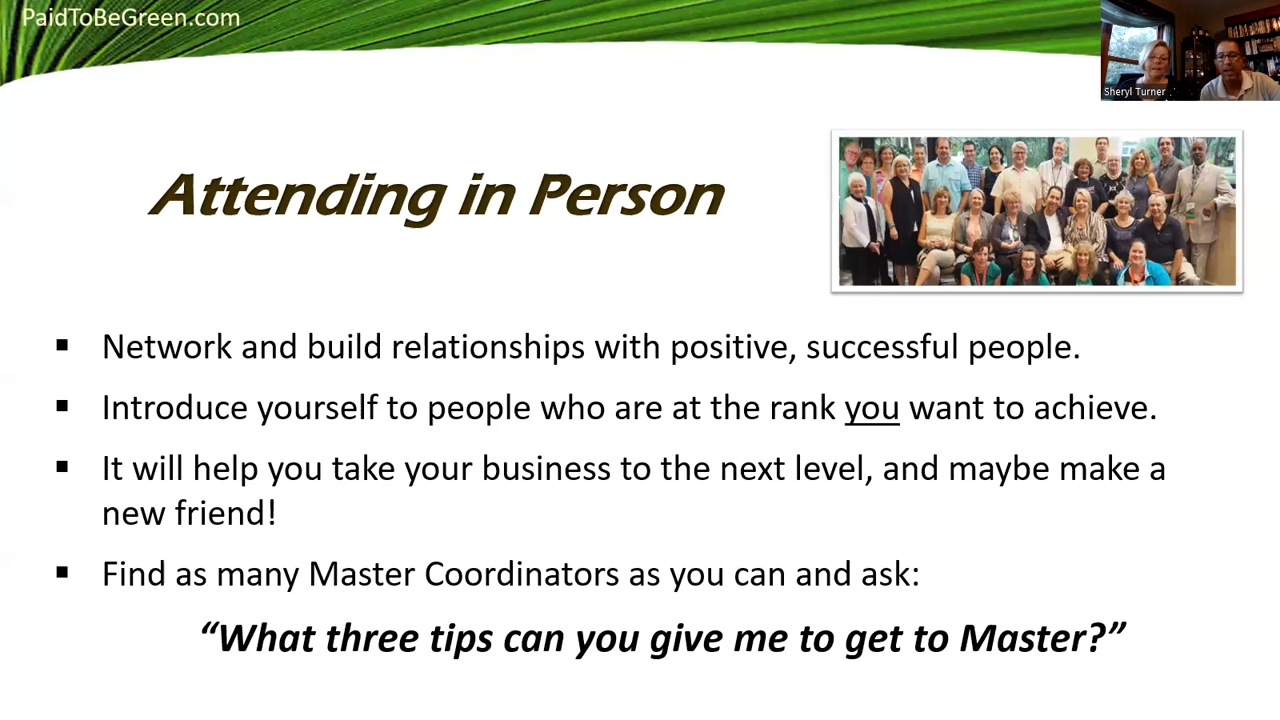 PaidToBeGreen.com
Sheryl Turner
Attending in Person
▪ Network and build relationships with positive, successful people.
▪ Introduce yourself to people who are at the rank you want to achieve.
▪ It will help you take your business to the next level, and maybe make a
new friend!
▪ Find as many Master Coordinators as you can and ask:
“What three tips can you give me to get to Master?”